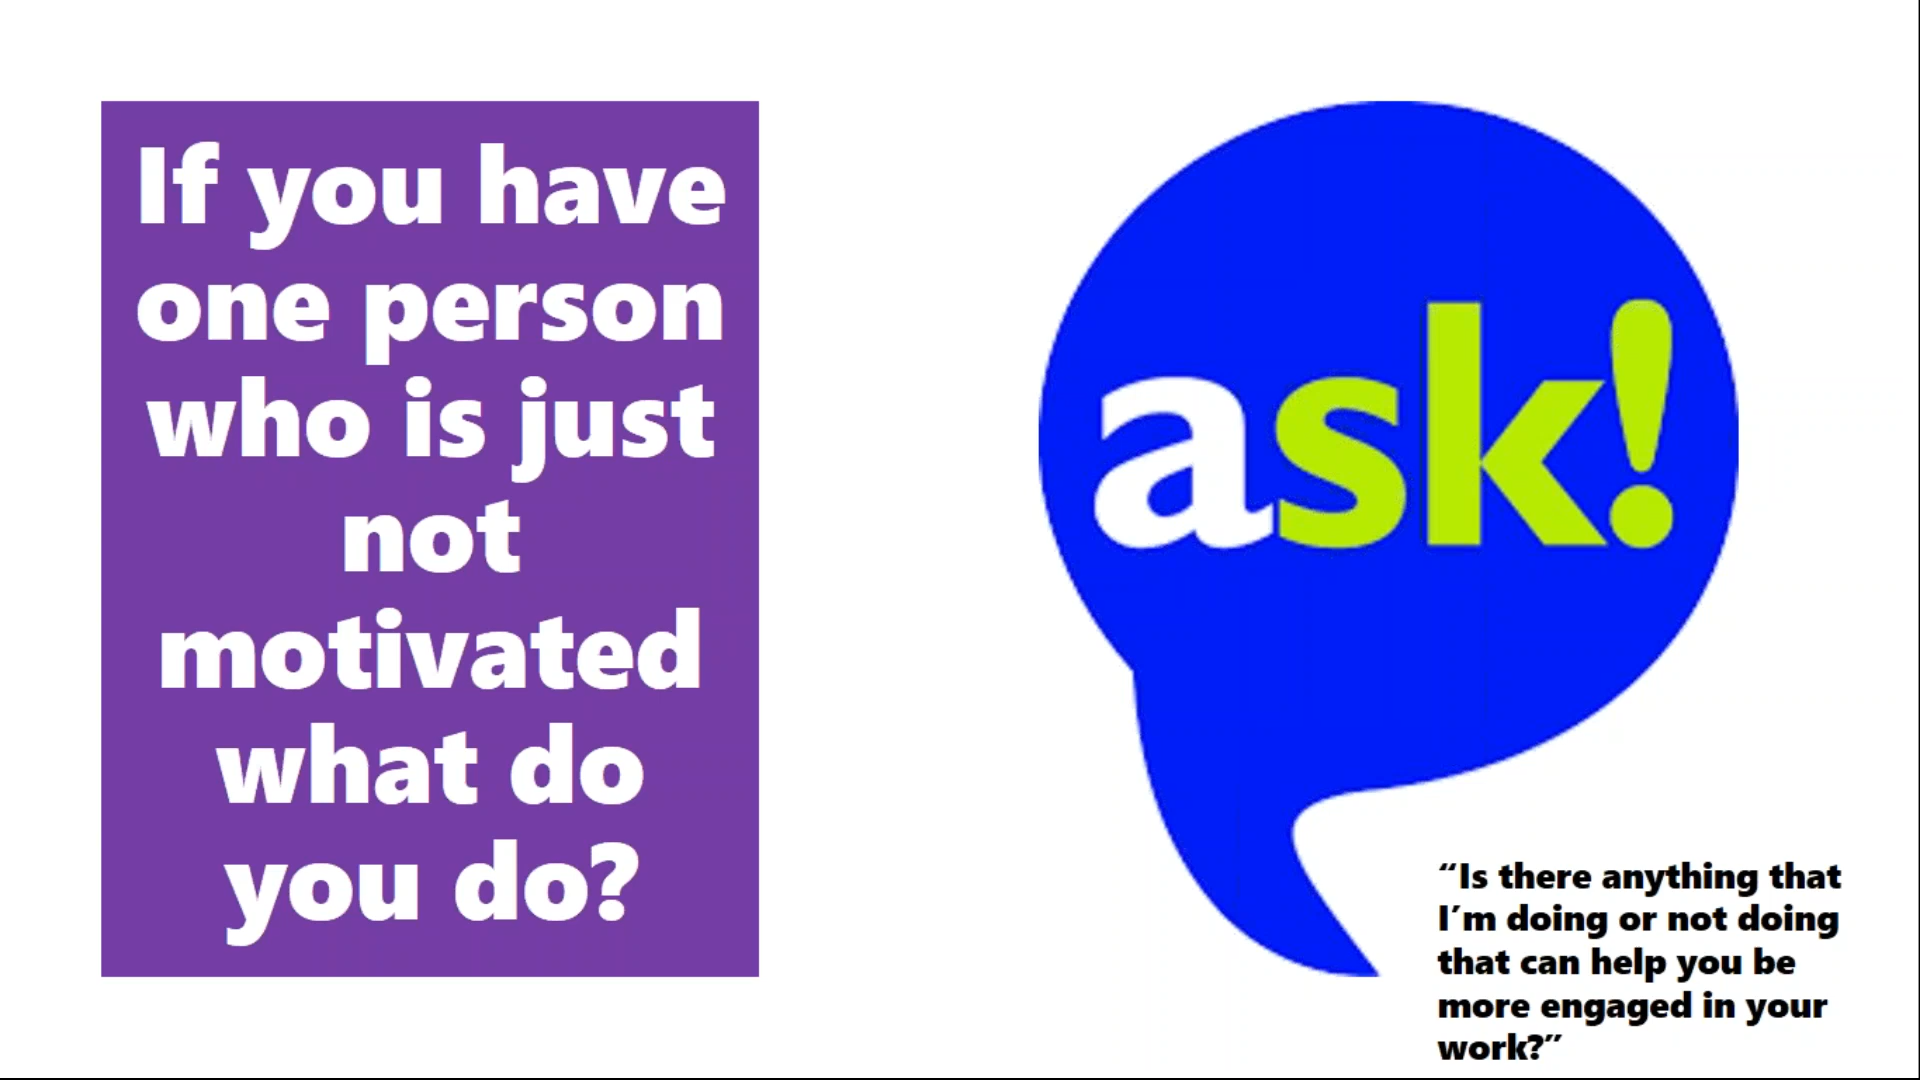 If you have
one person
who is just
not
motivated
what do
you do?
ask!
“Is there anything that
I’m doing or not doing
that can help you be
more engaged in your
work?”